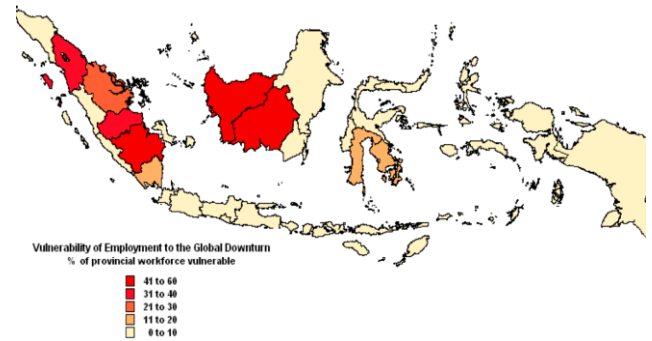 Vulnerability of Employment to the Global Downturn
% of provincial workforce vulnerable
41 to 60
31 to 40
21 to 30
11 to 20
0 to 10